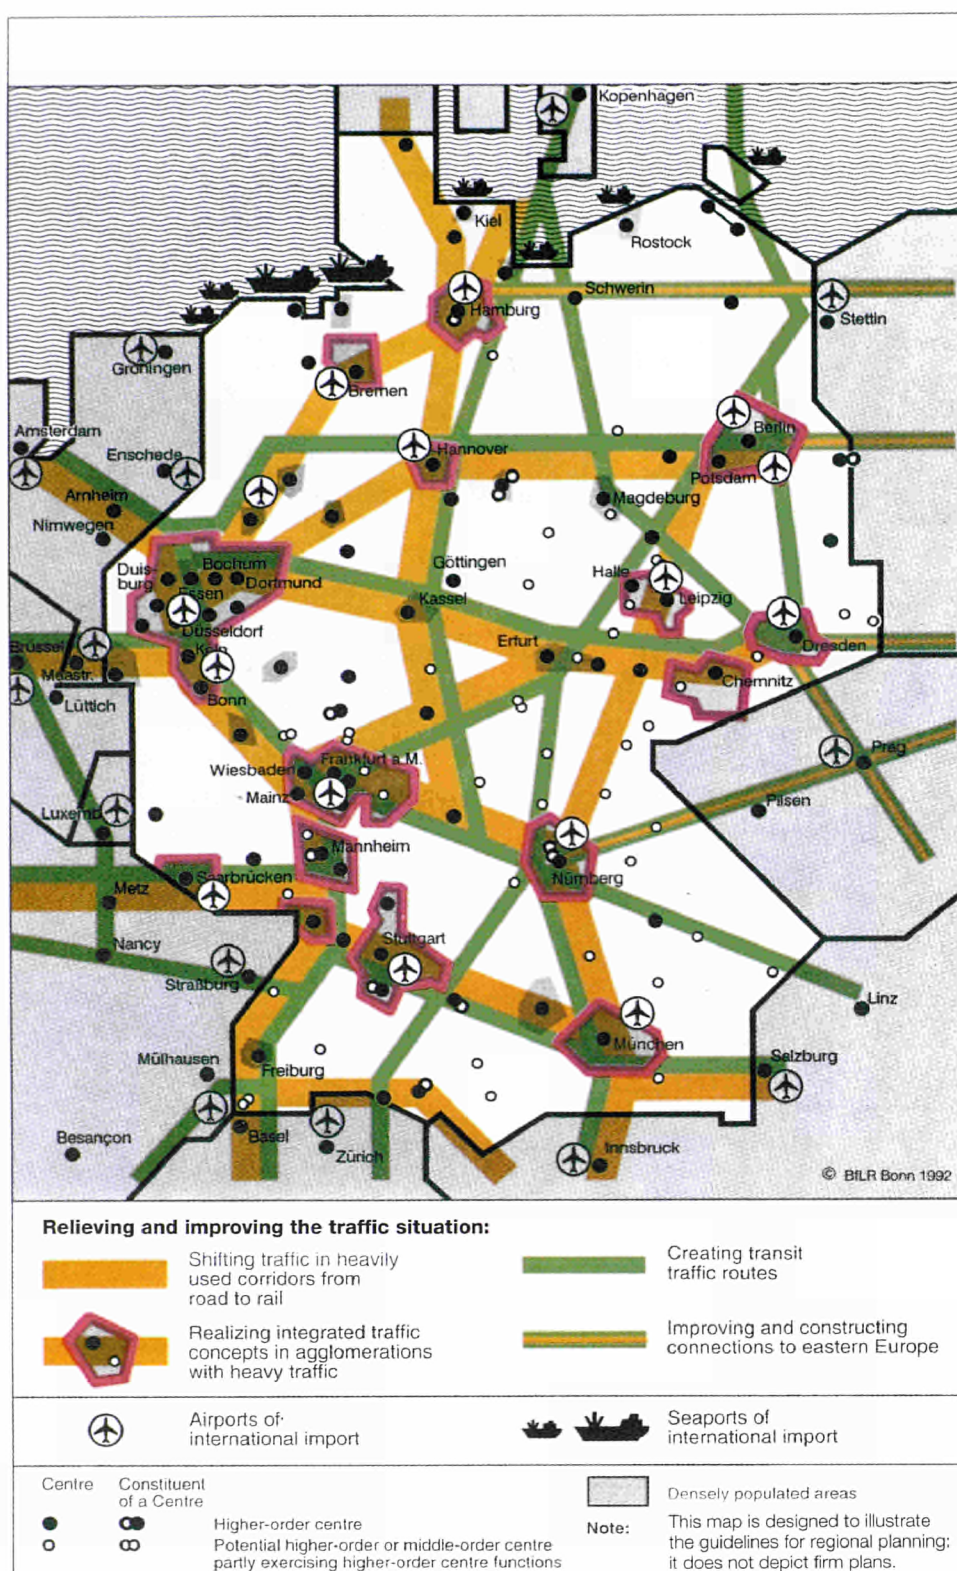 Kopenhagen
Kiel
Rostock
Schwerin
Hamburg
Stettin
Groningen
Bremen
Amsterdam
Enschede
Hannover
Berlin
Potsdam
Arnheim
Nimwegen
Magdeburg
Duis-
burg
Bochum
Essen
Dortmund
Göttingen
Halle
Leipzig
Kassel
Düsseldorf
Erfurt
Dresden
Brüssel
Köln
Maastr.
Chemnitz
Bonn
Lüttich
Wiesbaden
Frankfurt a.M.
Prag
Mainz
Pilsen
Luxemb.
Mannheim
Saarbrücken
Nürnberg
Metz
Stuttgart
Nancy
Straßburg
Linz
München
Mülhausen
Freiburg
Salzburg
Besançon
Basel
Zürich
Innsbruck
© BfLR Bonn 1992
Relieving and improving the traffic situation:
Shifting traffic in heavily
used corridors from
road to rail
Creating transit
traffic routes
Realizing integrated traffic
concepts in agglomerations
with heavy traffic
Improving and constructing
connections to eastern Europe
Airports of
international import
Seaports of
international import
Centre
Constituent
of a Centre
Higher-order centre
Potential higher-order or middle-order centre
partly exercising higher-order centre functions
Densely populated areas
Note:
This map is designed to illustrate
the guidelines for regional planning;
it does not depict firm plans.